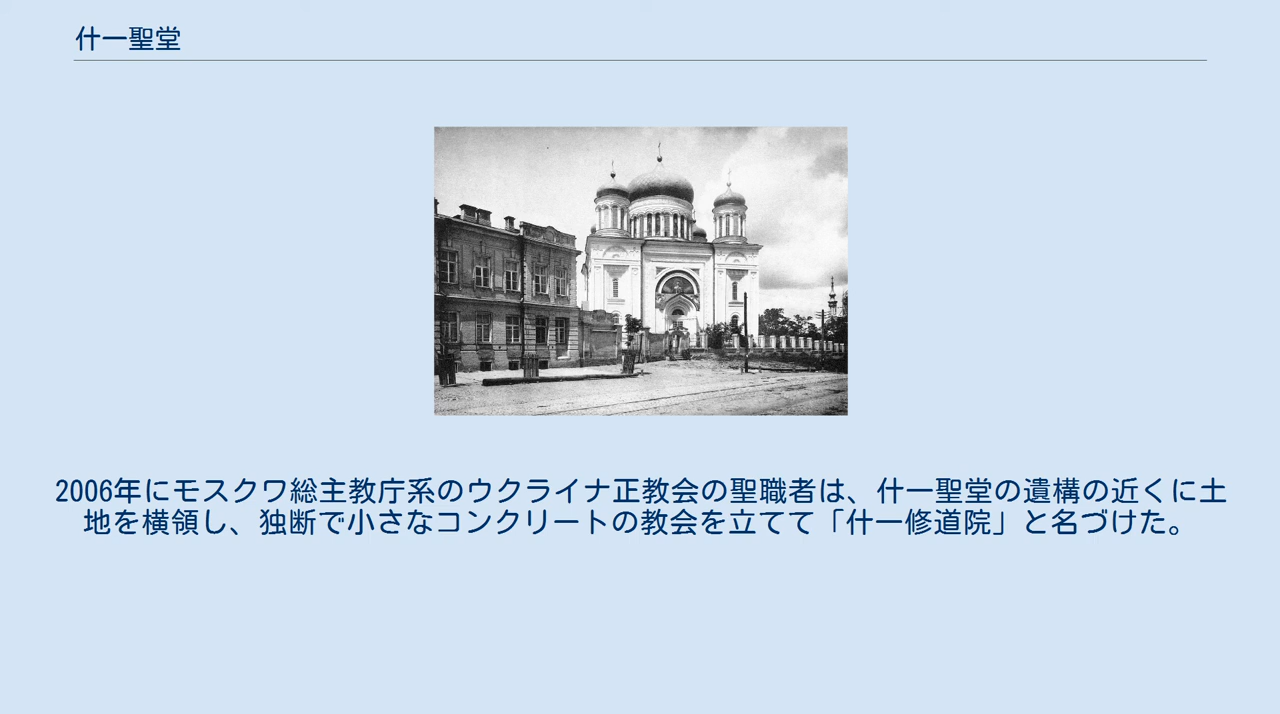 什一聖堂
2006年にモスクワ総主教庁系のウクライナ正教会の聖職者は、什一聖堂の遺構の近くに土
地を横領し、独断で小さなコンクリートの教会を立てて「什一修道院」と名づけた。